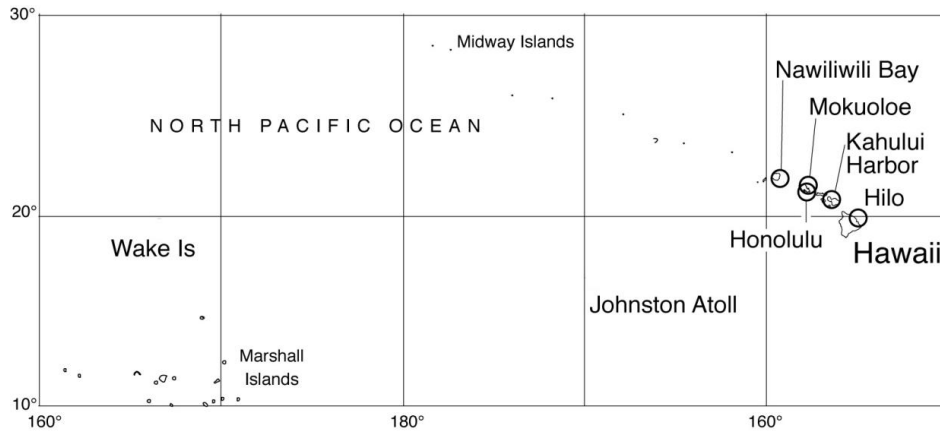 30°
Midway Islands
Nawiliwili Bay
Mokuoloe
NORTH PACIFIC OCEAN
Kahului
Harbor
Hilo
20°
Honolulu
Wake Is
Hawaii
Johnston Atoll
Marshall
Islands
10°
160°
180°
160°